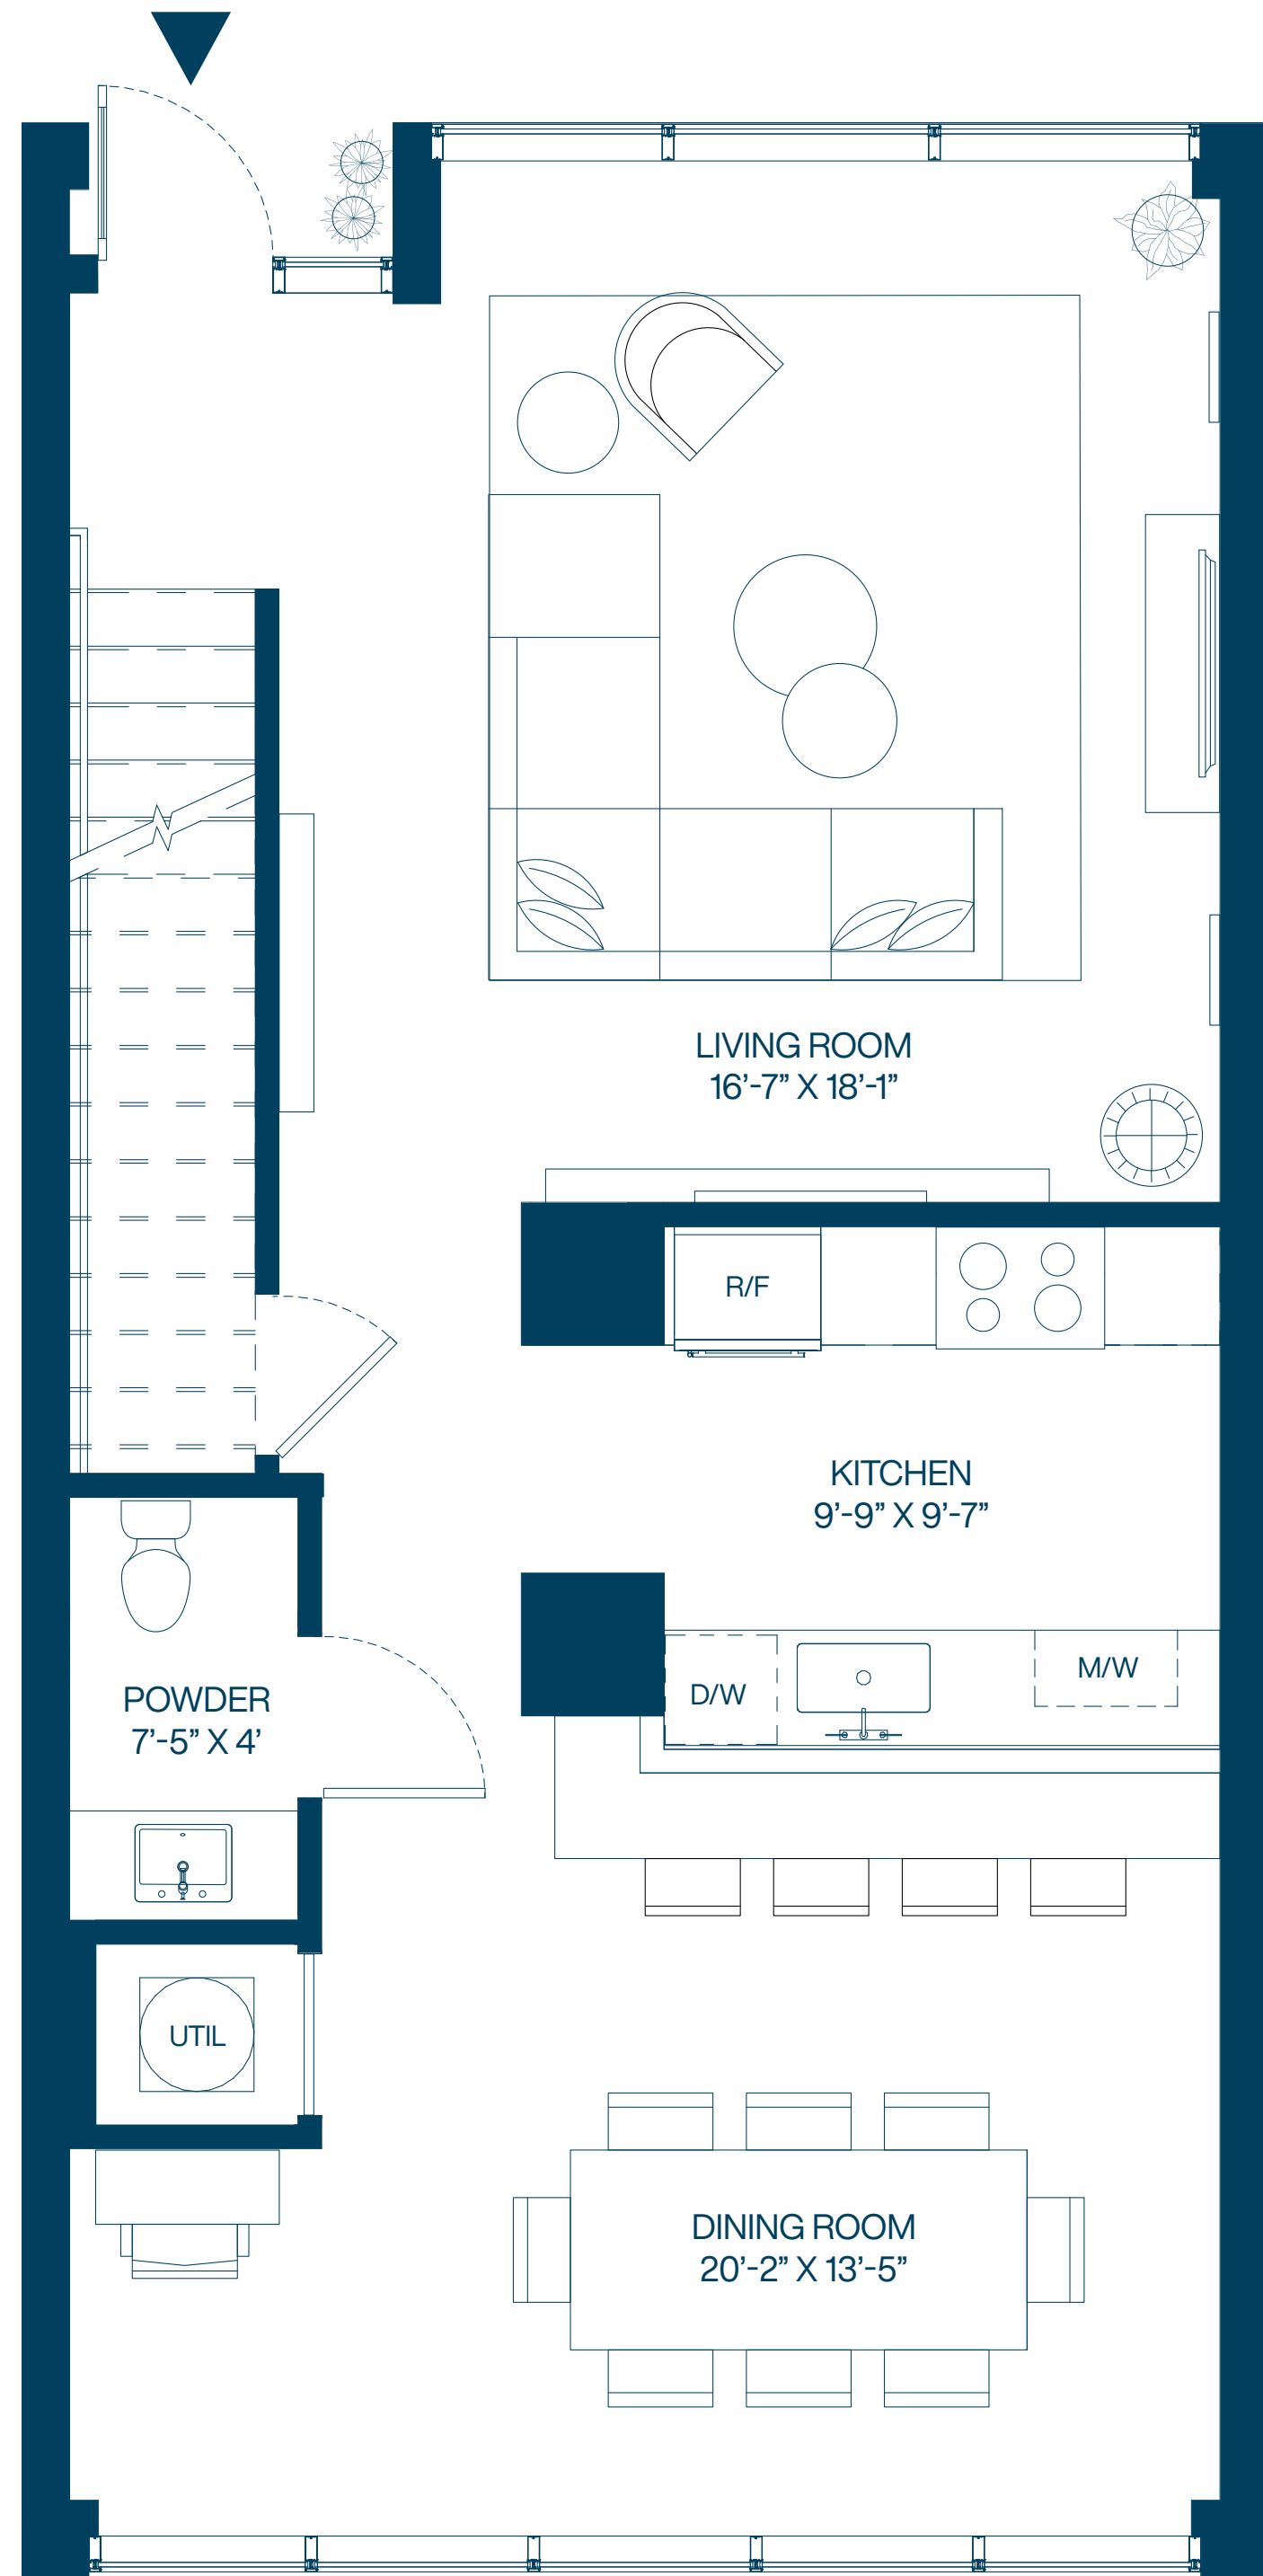 LIVING ROOM
16’-7” X 18’-1”
R/F
KITCHEN
9’-9” X 9’-7”
D/W
M/W
POWDER
7’-5” X 4’
UTIL
DINING ROOM
20’-2” X 13’-5”